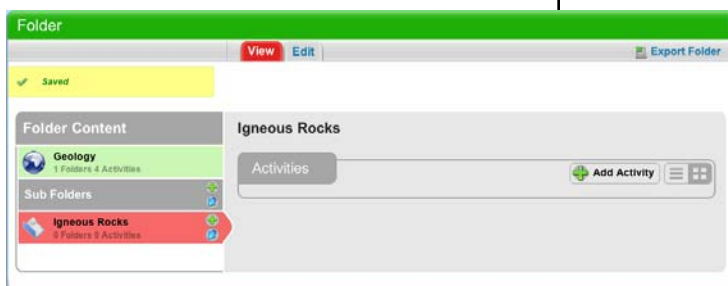 Folder
View Edit Export Folder
Saved
Folder Content
Igneous Rocks
Geology
1 Folders 4 Activities
Activities
Add Activity
Sub Folders
Igneous Rocks
0 Folders 0 Activities